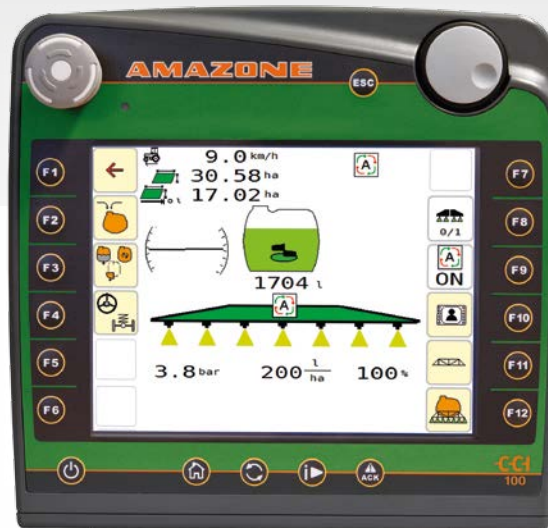 AMAZONE
ESC
F1
F2
F3
F4
F5
F6
9.0 km/h
30.58 ha
17.02 ha
1704 l
A
A
3.8 bar
200 l/ha
100 %
0/1
A
ON
F7
F8
F9
F10
F11
F12
i
ACK
CCI
100